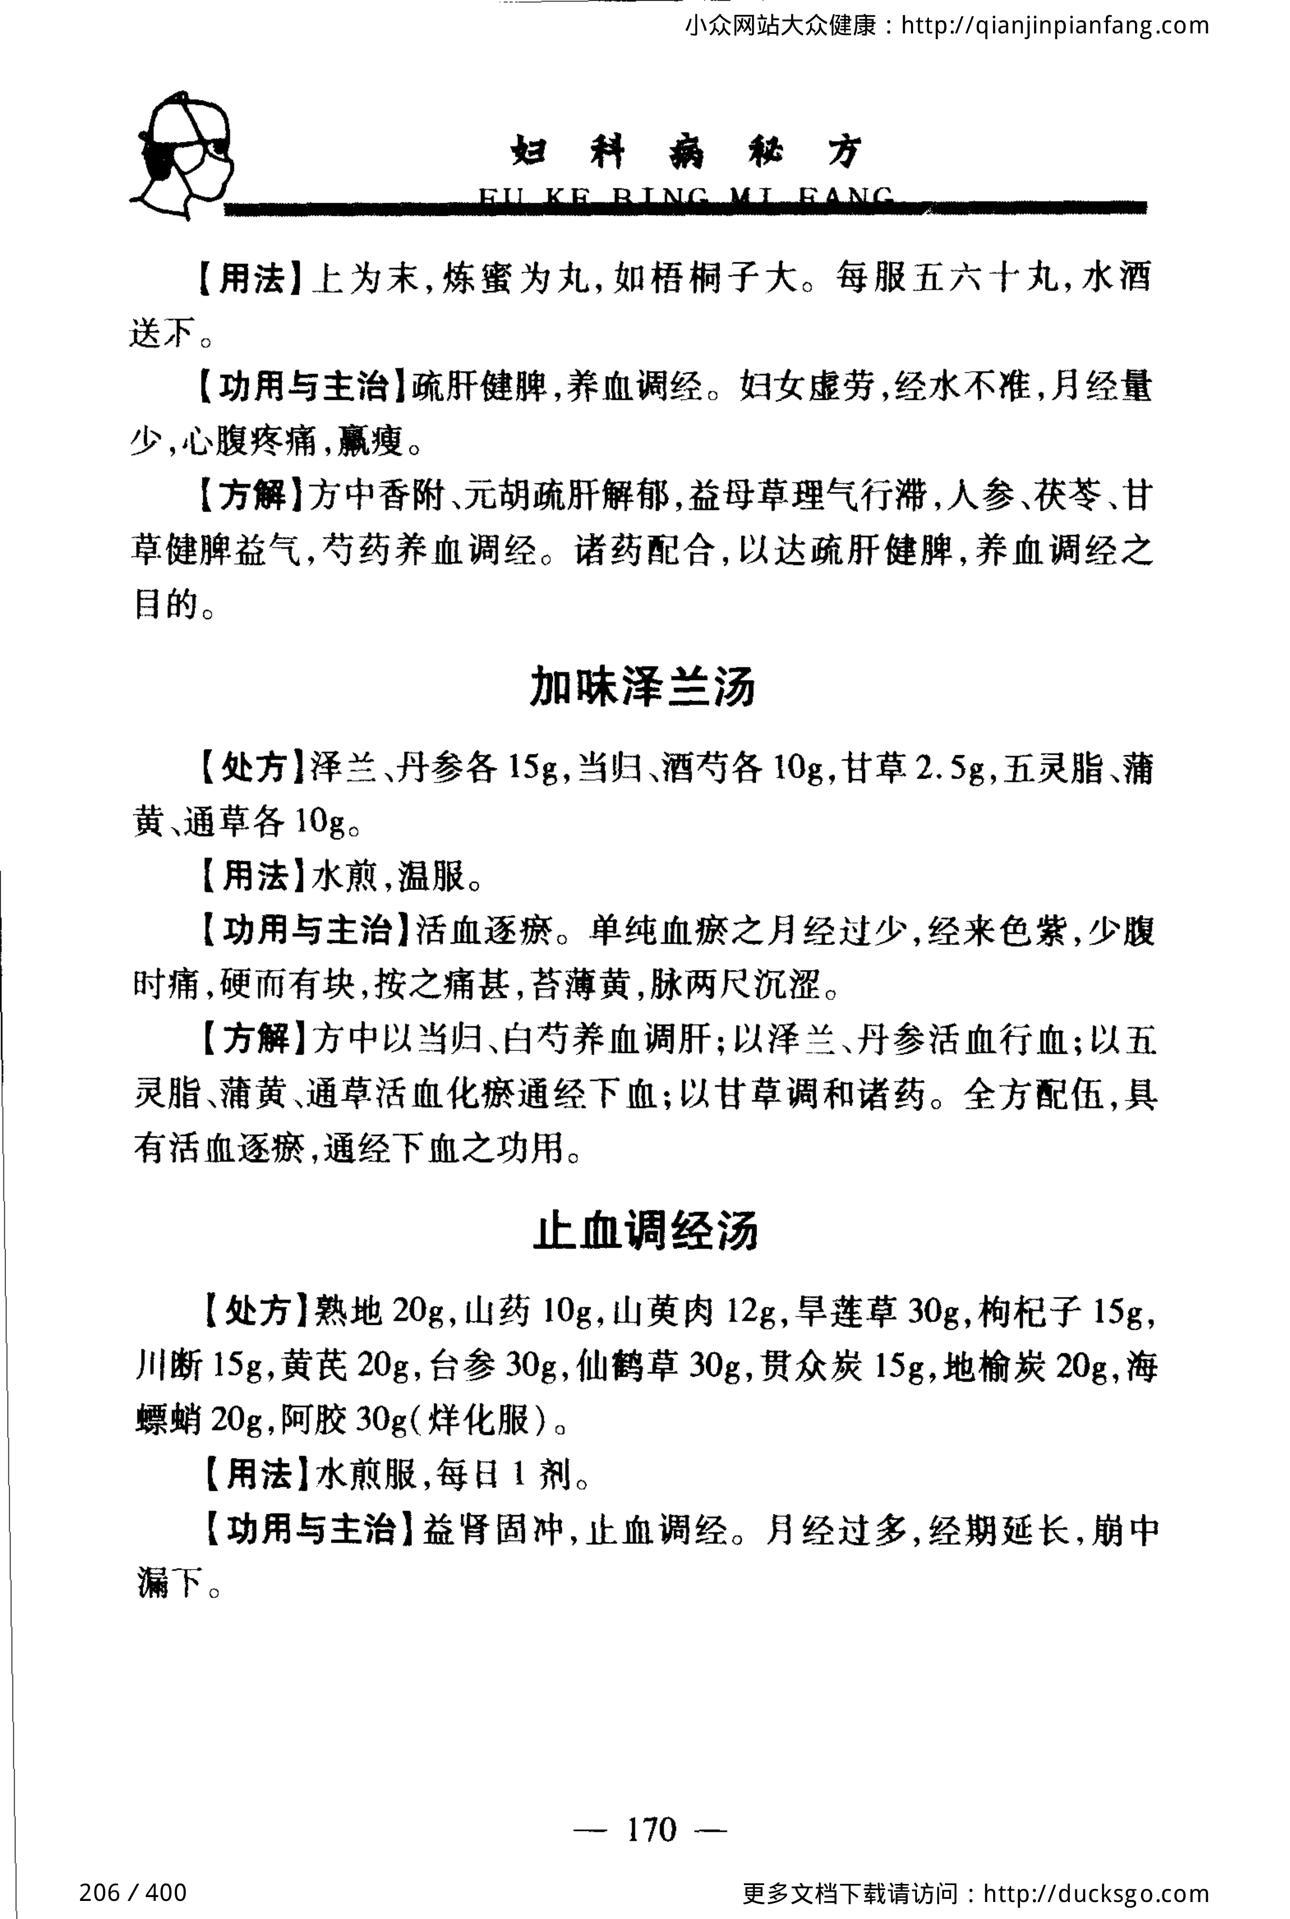 小众网站大众健康：http://qianjinpianfang.com
妇科病秘方
FU KE BING MI FANG
【用法】上为末，炼蜜为丸，如梧桐子大。每服五六十丸，水酒
送下。
【功用与主治】疏肝健脾，养血调经。妇女虚劳，经水不准，月经量
少，心腹疼痛，羸瘦。
【方解】方中香附、元胡疏肝解郁，益母草理气行滞，人参、茯苓、甘
草健脾益气，芍药养血调经。诸药配合，以达疏肝健脾，养血调经之
目的。
加味泽兰汤
【处方】泽兰、丹参各 15g，当归、酒芍各 10g，甘草 2.5g，五灵脂、蒲
黄、通草各 10g。
【用法】水煎，温服。
【功用与主治】活血逐瘀。单纯血瘀之月经过少，经来色紫，少腹
时痛，硬而有块，按之痛甚，苔薄黄，脉两尺沉涩。
【方解】方中以当归、白芍养血调肝；以泽兰、丹参活血行血；以五
灵脂、蒲黄、通草活血化瘀通经下血；以甘草调和诸药。全方配伍，具
有活血逐瘀，通经下血之功用。
止血调经汤
【处方】熟地 20g，山药 10g，山萸肉 12g，旱莲草 30g，枸杞子 15g，
川断 15g，黄芪 20g，台参 30g，仙鹤草 30g，贯众炭 15g，地榆炭 20g，海
螵蛸 20g，阿胶 30g（烊化服）。
【用法】水煎服，每日 1 剂。
【功用与主治】益肾固冲，止血调经。月经过多，经期延长，崩中
漏下。
— 170 —
206 / 400
更多文档下载请访问：http://ducksgo.com